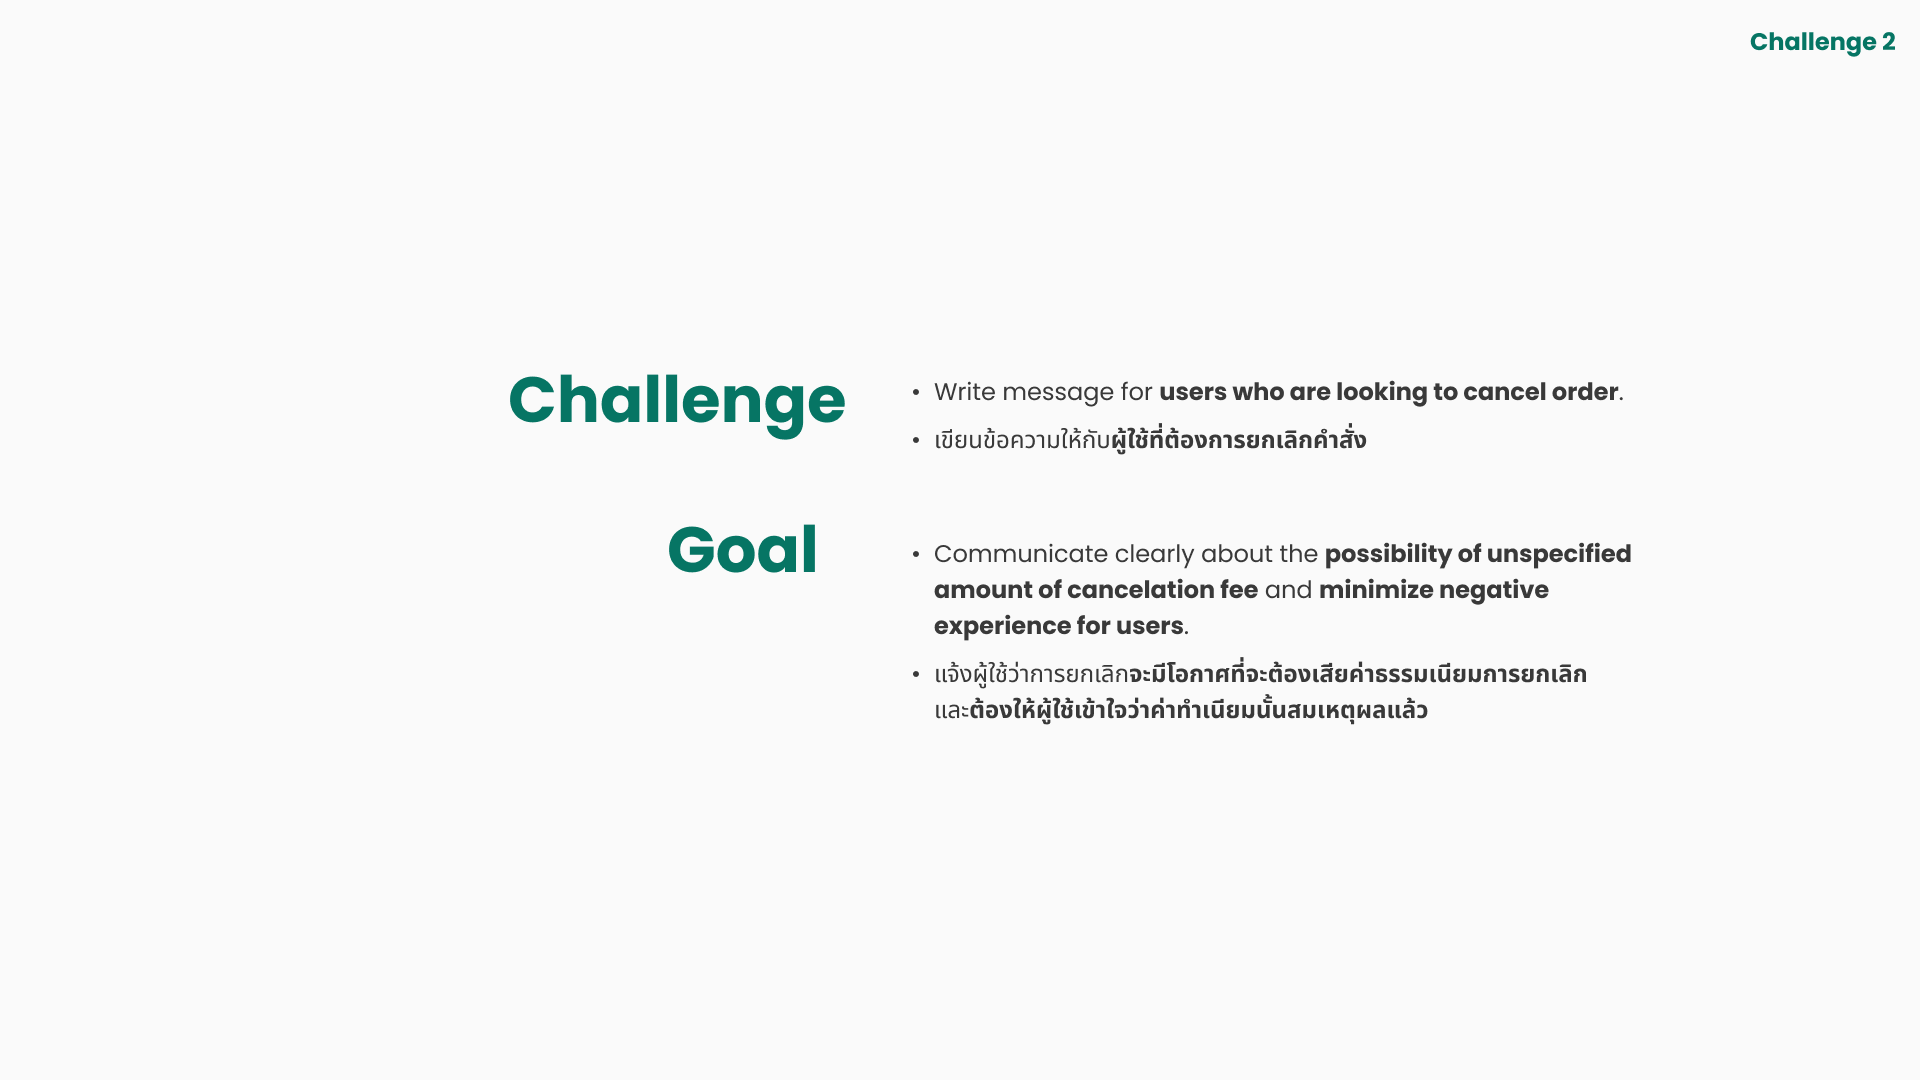 Challenge 2
Challenge
• Write message for users who are looking to cancel order.
• เขียนข้อความให้กับผู้ใช้ที่ต้องการยกเลิกคำสั่ง
Goal
• Communicate clearly about the possibility of unspecified
amount of cancelation fee and minimize negative
experience for users.
• แจ้งผู้ใช้ว่าการยกเลิกจะมีโอกาศที่จะต้องเสียค่าธรรมเนียมการยกเลิก
และต้องให้ผู้ใช้เข้าใจว่าค่าทำเนียมนั้นสมเหตุผลแล้ว